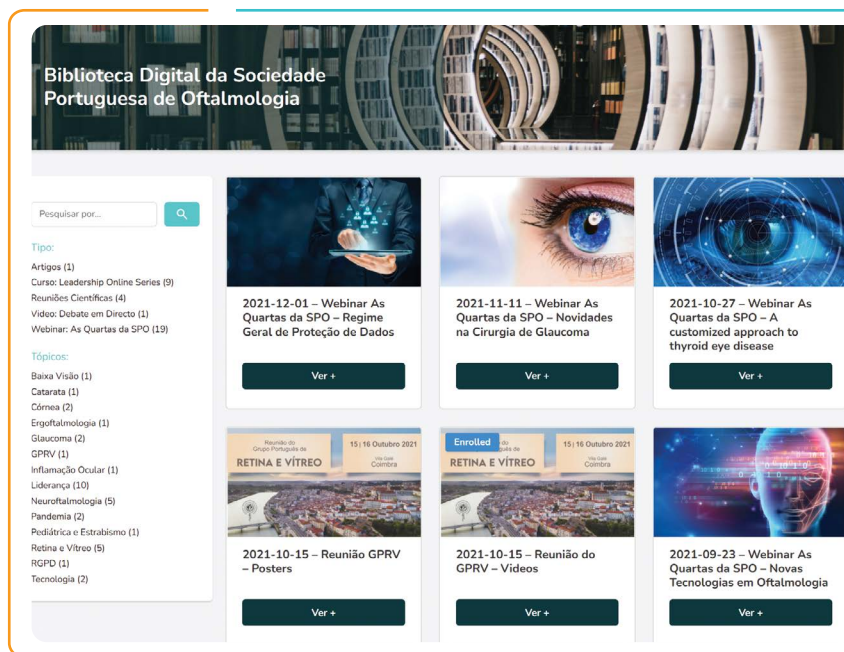 Biblioteca Digital da Sociedade
Portuguesa de Oftalmologia
Pesquisar por...
Tipo:
Artigos (1)
Curso: Leadership Online Series (9)
Reuniões Científicas (4)
Video: Debate em Directo (1)
Webinar: As Quartas da SPO (19)
Tópicos:
Baixa Visão (1)
Catarata (1)
Córnea (2)
Ergoftalmologia (1)
Glaucoma (2)
GPRV (1)
Inflamação Ocular (1)
Liderança (10)
Neuroftalmologia (5)
Pandemia (2)
Pediátrica e Estrabismo (1)
Retina e Vítreo (5)
RGPD (1)
Tecnologia (2)
2021-12-01 – Webinar As
Quartas da SPO – Regime
Geral de Proteção de Dados
Ver +
2021-11-11 – Webinar As
Quartas da SPO – Novidades
na Cirurgia de Glaucoma
Ver +
2021-10-27 – Webinar As
Quartas da SPO – A
customized approach to
thyroid eye disease
Ver +
Reunião do
Grupo Português de
RETINA E VÍTREO
15 | 16 Outubro 2021
Vila Galé
Coimbra
2021-10-15 – Reunião GPRV
– Posters
Ver +
Enrolled
do
Português de
RETINA E VÍTREO
15 | 16 Outubro 2021
Vila Galé
Coimbra
2021-10-15 – Reunião do
GPRV – Videos
Ver +
2021-09-23 – Webinar As
Quartas da SPO – Novas
Tecnologias em Oftalmologia
Ver +